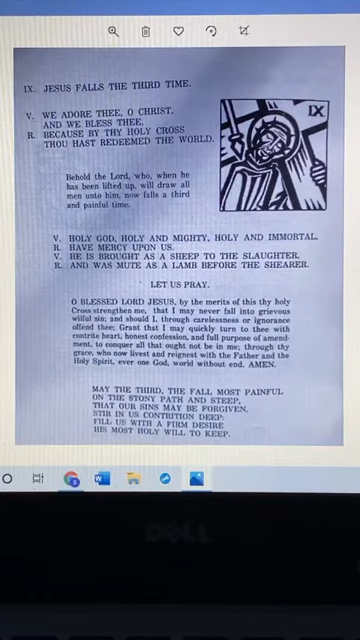 IX. JESUS FALLS THE THIRD TIME.
IX
V. WE ADORE THEE, O CHRIST,
AND WE BLESS THEE,
R. BECAUSE BY THY HOLY CROSS
THOU HAST REDEEMED THE WORLD.
Behold the Lord, who, when he
has been lifted up, will draw all
men unto him, now falls a third
and painful time.
V. HOLY GOD, HOLY AND MIGHTY, HOLY AND IMMORTAL,
R. HAVE MERCY UPON US.
V. HE IS BROUGHT AS A SHEEP TO THE SLAUGHTER,
R. AND WAS MUTE AS A LAMB BEFORE THE SHEARER.
LET US PRAY.
O BLESSED LORD JESUS, by the merits of this thy holy
Cross strengthen me, that I may never fall into grievous
wilful sin; and should I, through carelessness or ignorance
offend thee; Grant that I may quickly turn to thee with
contrite heart, honest confession, and full purpose of amend-
ment, to conquer all that ought not be in me; through thy
grace, who now livest and reignest with the Father and the
Holy Spirit, ever one God, world without end. AMEN.
MAY THE THIRD, THE FALL MOST PAINFUL
ON THE STONY PATH AND STEEP,
THAT OUR SINS MAY BE FORGIVEN,
STIR IN US CONTRITION DEEP:
FILL US WITH A FIRM DESIRE
HIS MOST HOLY WILL TO KEEP.
DELL